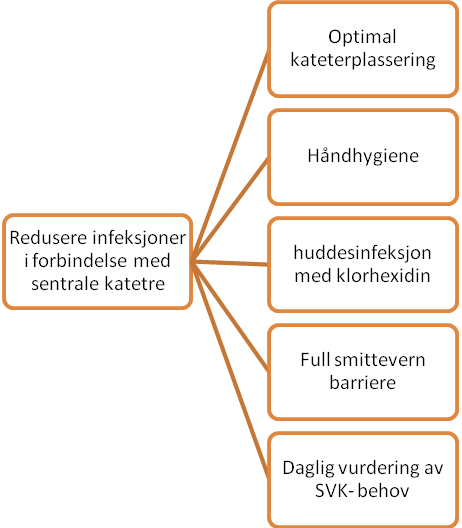 Redusere infeksjoner
i forbindelse med
sentrale katetre
Optimal
kateterplassering
Håndhygiene
huddesinfeksjon
med klorhexidin
Full smittevern
barriere
Daglig vurdering av
SVK- behov